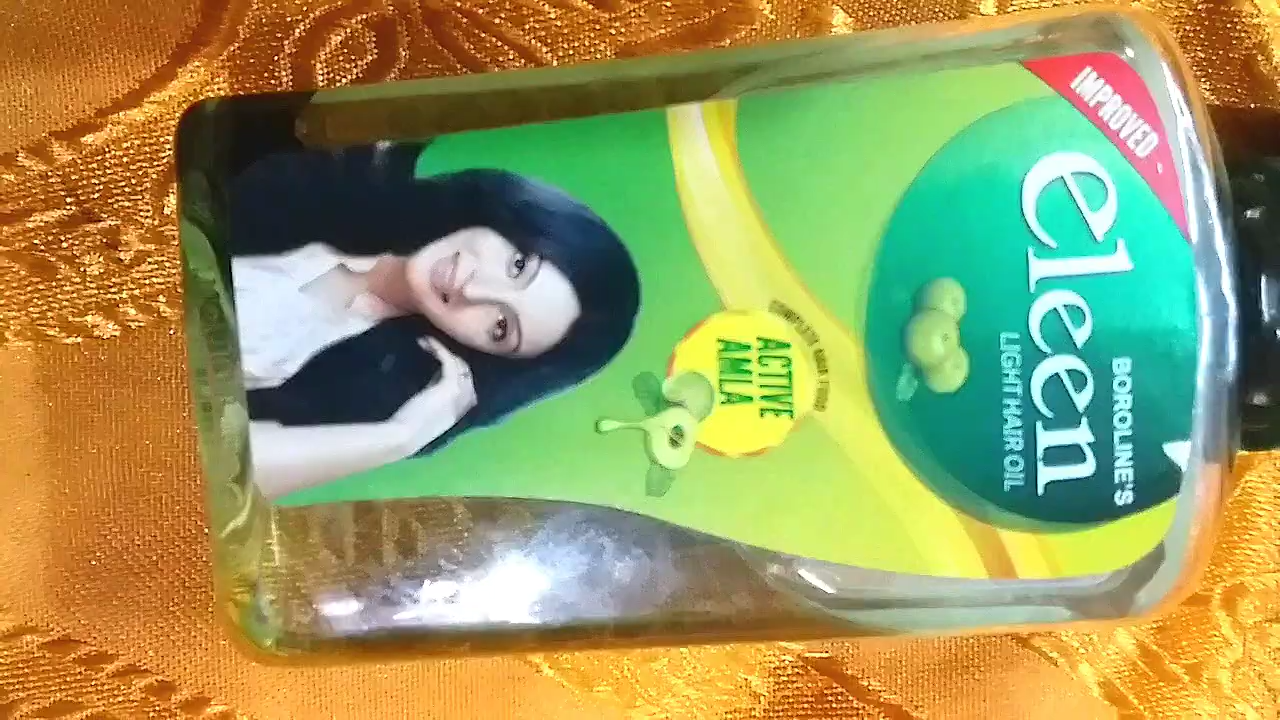 IMPROVED
BOROLINE'S
eleen
LIGHT HAIR OIL
ACTIVE
AMLA